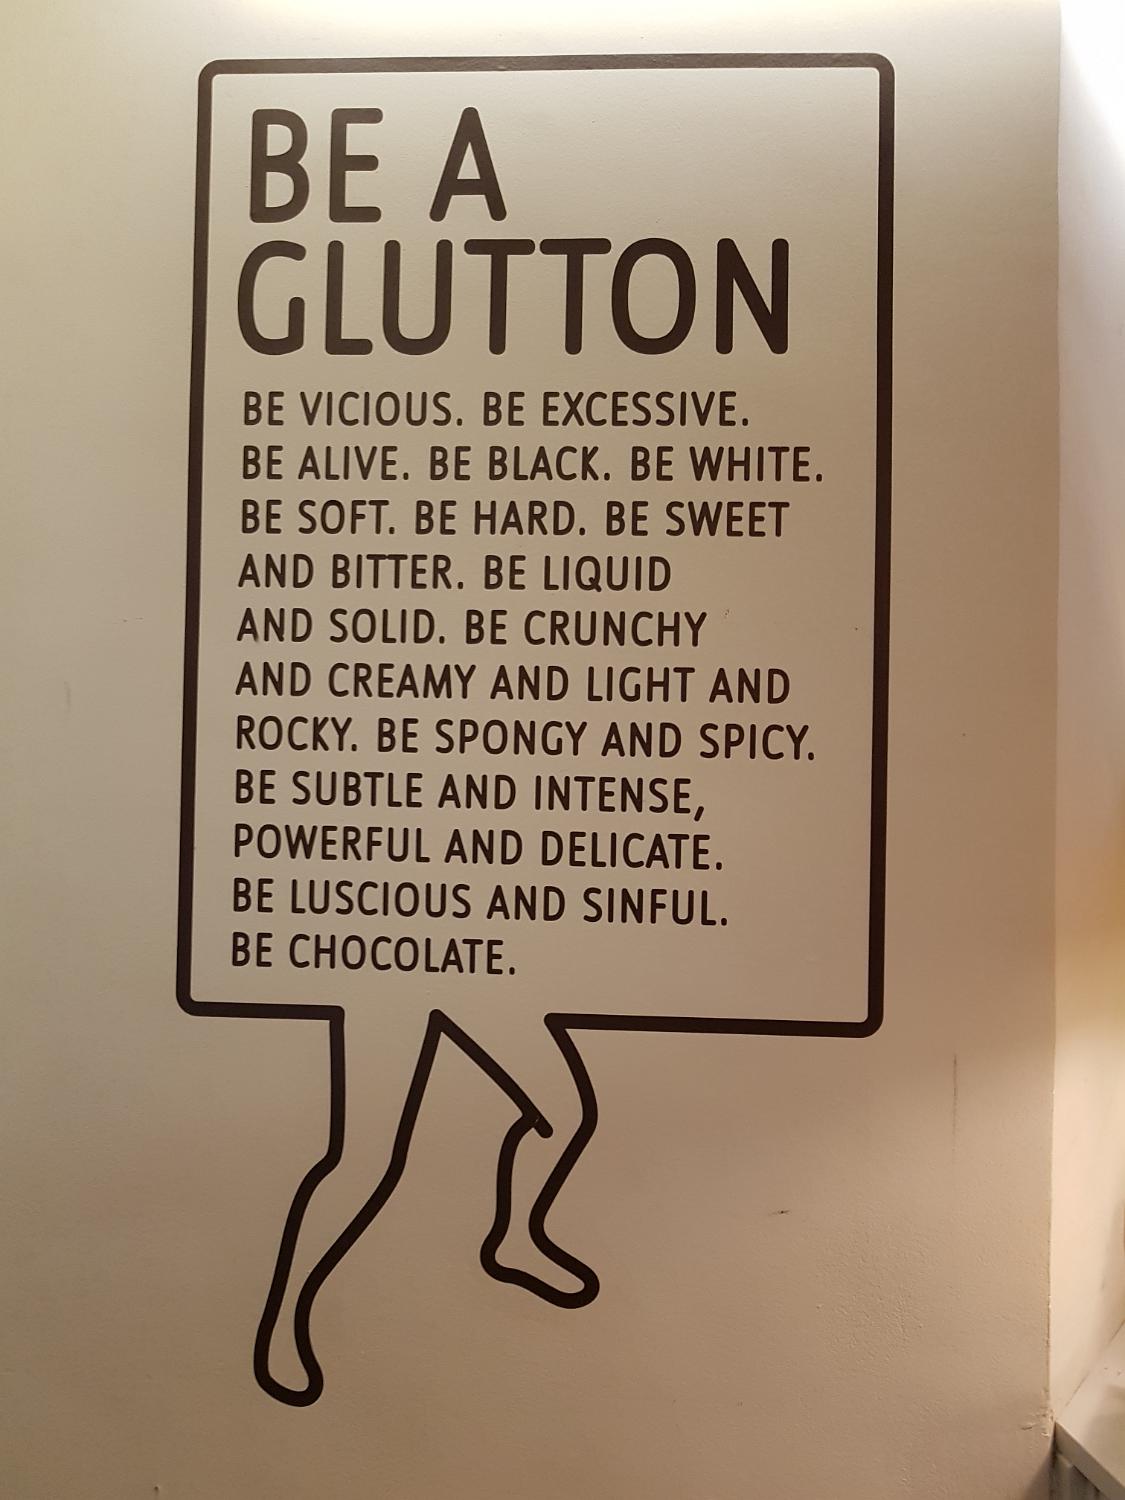 BE A
GLUTTON
BE VICIOUS. BE EXCESSIVE.
BE ALIVE. BE BLACK. BE WHITE.
BE SOFT. BE HARD. BE SWEET
AND BITTER. BE LIQUID
AND SOLID. BE CRUNCHY
AND CREAMY AND LIGHT AND
ROCKY. BE SPONGY AND SPICY.
BE SUBTLE AND INTENSE,
POWERFUL AND DELICATE.
BE LUSCIOUS AND SINFUL.
BE CHOCOLATE.